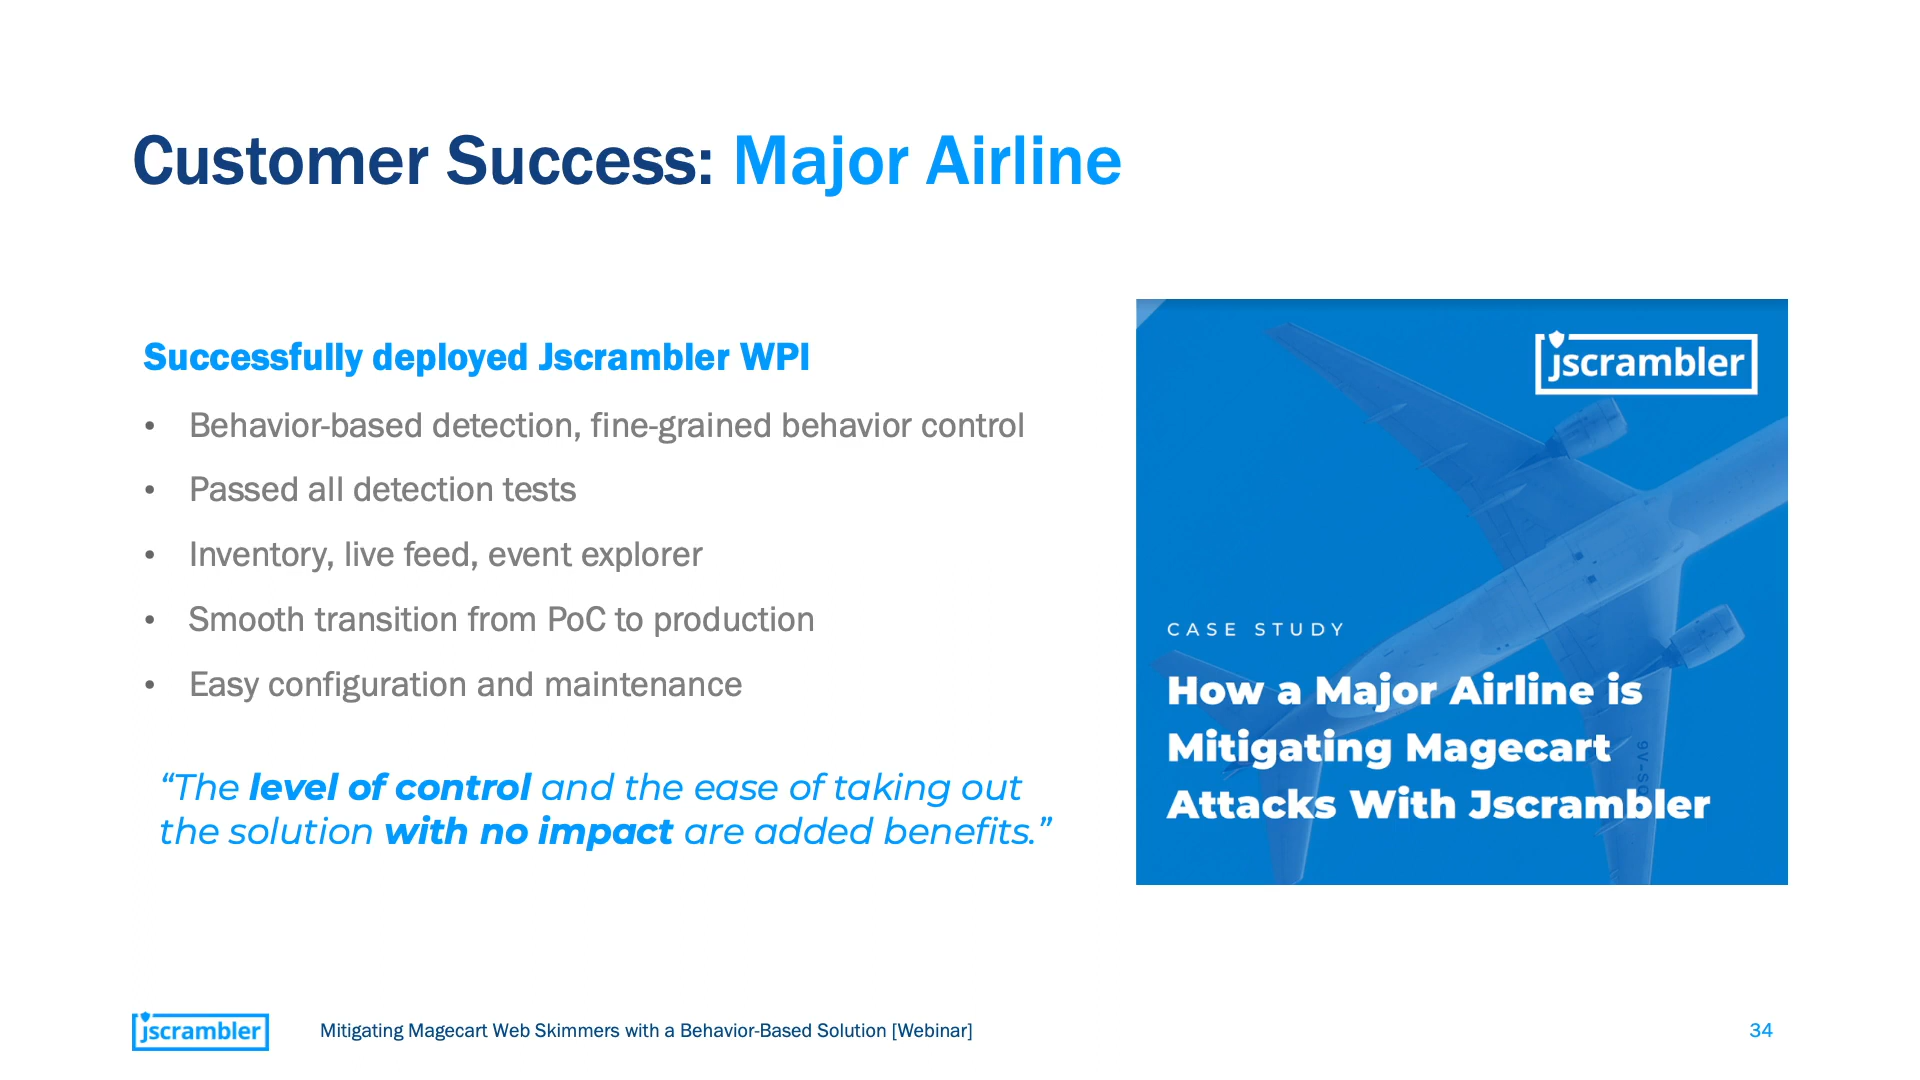 Customer Success: Major Airline
Successfully deployed Jscrambler WPI
• Behavior-based detection, fine-grained behavior control
• Passed all detection tests
• Inventory, live feed, event explorer
• Smooth transition from PoC to production
• Easy configuration and maintenance
“The level of control and the ease of taking out
the solution with no impact are added benefits.”
jscrambler
CASE STUDY
How a Major Airline is
Mitigating Magecart
Attacks With Jscrambler
jscrambler
Mitigating Magecart Web Skimmers with a Behavior-Based Solution [Webinar]
34